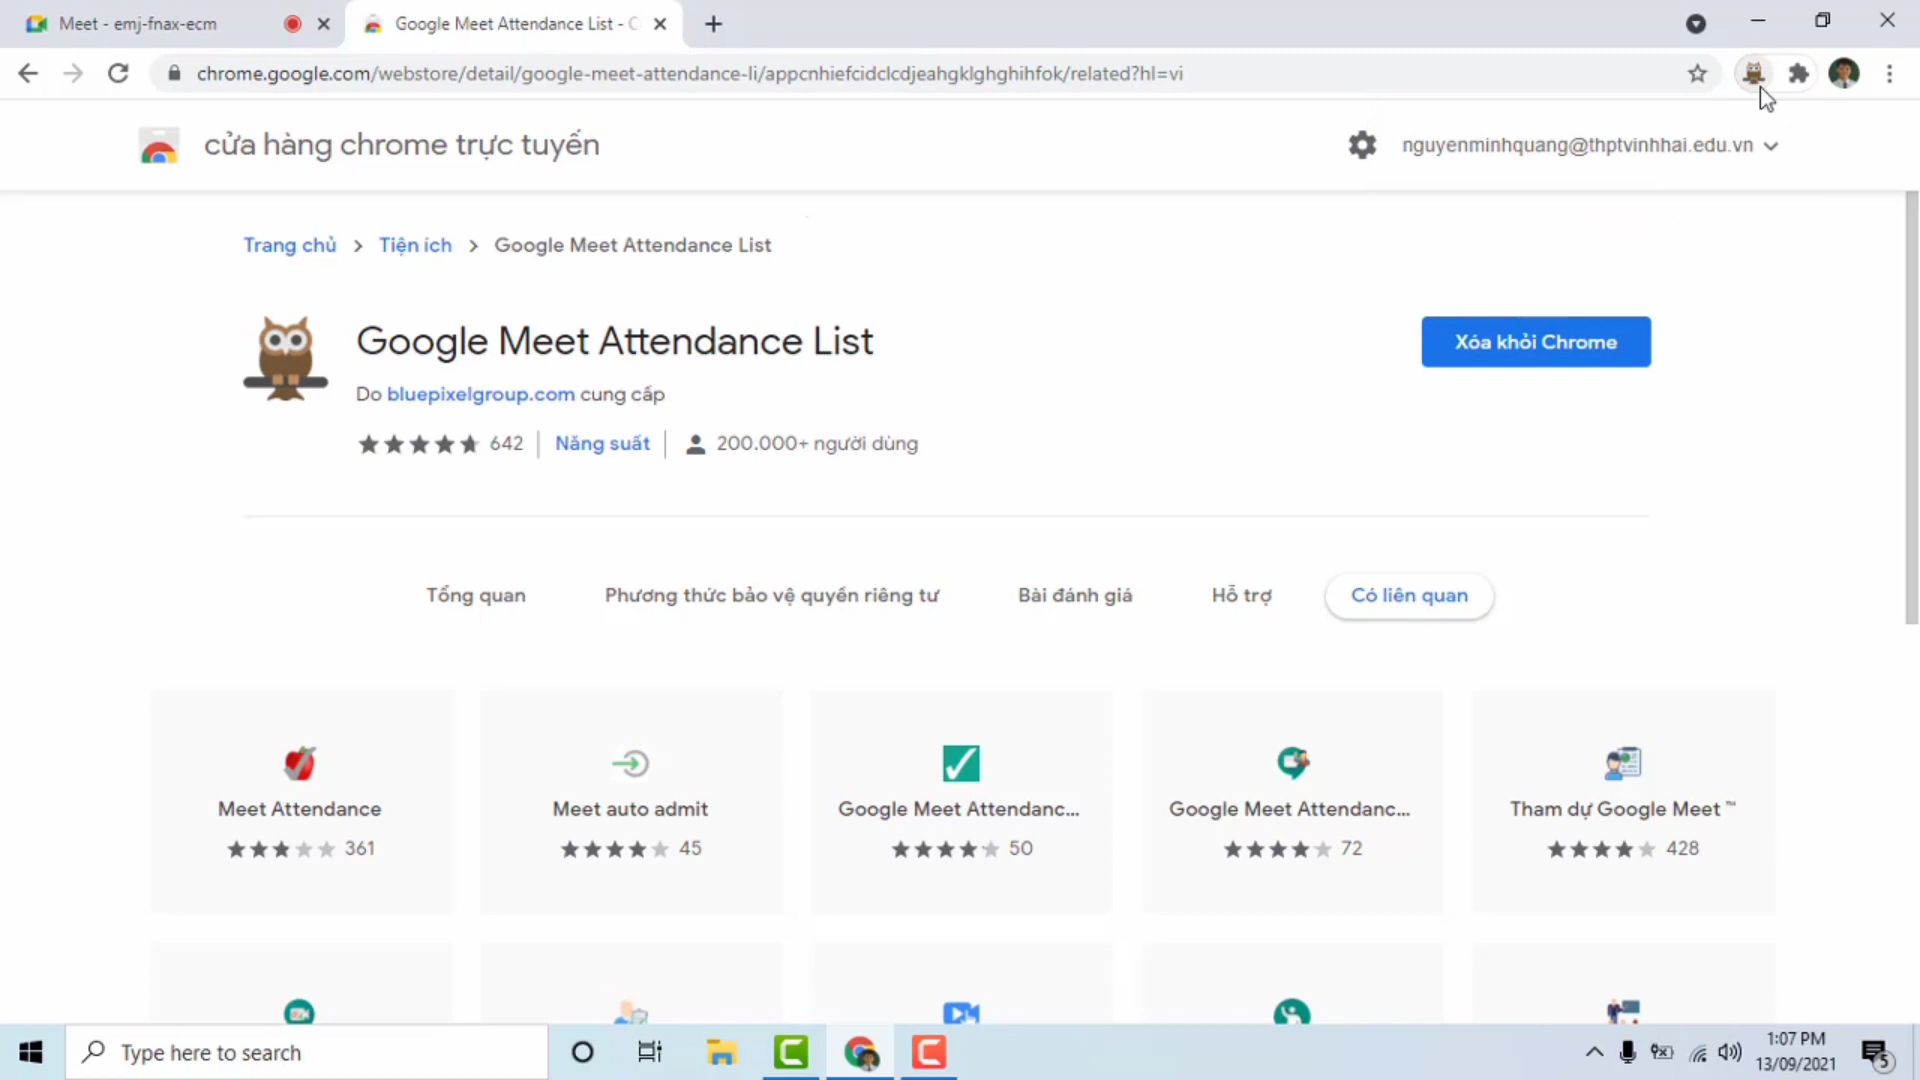 Meet - emj-fnax-ecm
Google Meet Attendance List -
chrome.google.com/webstore/detail/google-meet-attendance-li/appcnhiefcidclcdjeahgklghghihfok/related?hl=vi
cửa hàng chrome trực tuyến
nguyenminhquang@thptvinhhai.edu.vn
Trang chủ > Tiện ích > Google Meet Attendance List
Google Meet Attendance List
Xóa khỏi Chrome
Do bluepixelgroup.com cung cấp
642 Năng suất 200.000+ người dùng
Tổng quan Phương thức bảo vệ quyền riêng tư Bài đánh giá Hỗ trợ Có liên quan
Meet Attendance Meet auto admit Google Meet Attendanc... Google Meet Attendanc... Tham dự Google Meet ™
361 45 50 72 428
Type here to search
1:07 PM
13/09/2021
5